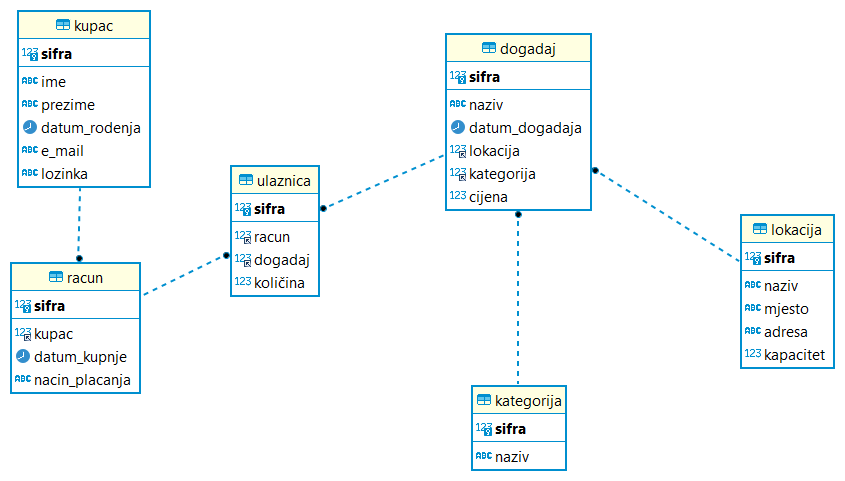 kupac
123 sifra
ABC ime
ABC prezime
datum_rodenja
ABC e_mail
ABC lozinka
racun
123 sifra
123 kupac
datum_kupnje
ABC nacin_placanja
ulaznica
123 sifra
123 racun
123 dogadaj
123 količina
dogadaj
123 sifra
ABC naziv
datum_dogadaja
123 lokacija
123 kategorija
123 cijena
kategorija
123 sifra
ABC naziv
lokacija
123 sifra
ABC naziv
ABC mjesto
ABC adresa
123 kapacitet